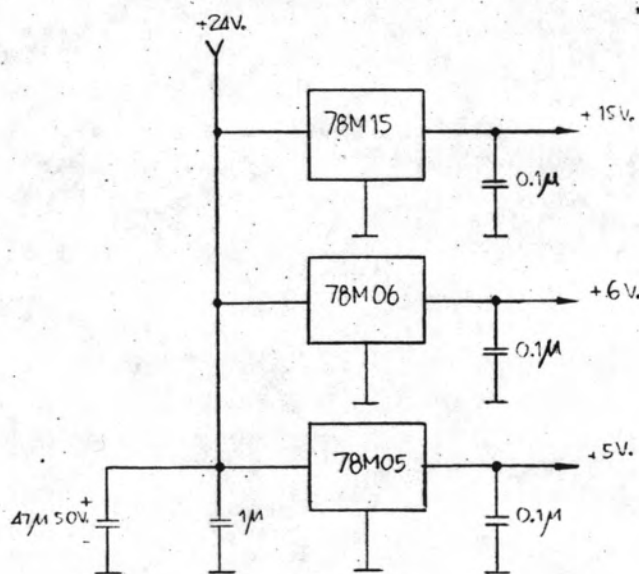 +24V.
78M15
+15V.
0.1µ
78M06
+.6V.
0.1µ
78M05
+5V.
47µ 50V.
+
-
1µ
0.1µ